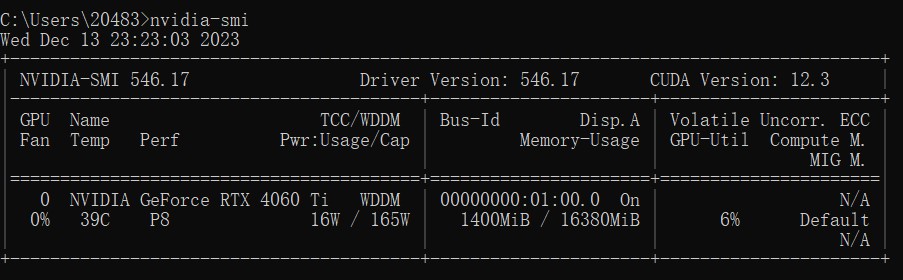 C:\Users\20483>nvidia-smi
Wed Dec 13 23:23:03 2023
NVIDIA-SMI 546.17 Driver Version: 546.17 CUDA Version: 12.3
GPU Name TCC/WDDM Bus-Id Disp.A Volatile Uncorr. ECC
Fan Temp Perf Pwr:Usage/Cap Memory-Usage GPU-Util Compute M.
MIG M.
0 NVIDIA GeForce RTX 4060 Ti WDDM 00000000:01:00.0 On N/A
0% 39C P8 16W / 165W 1400MiB / 16380MiB 6% Default
N/A